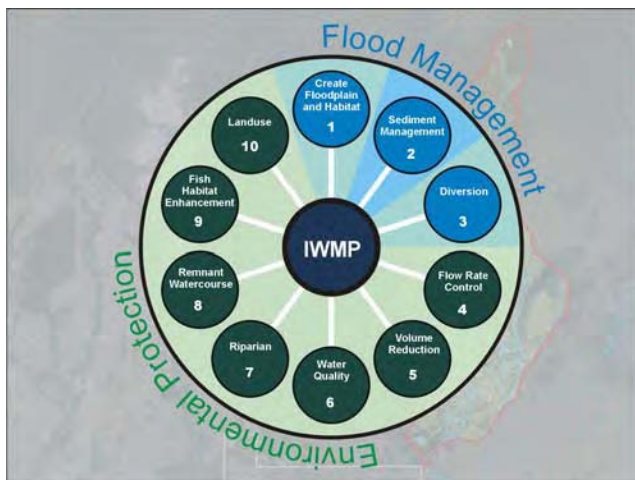 Flood Management
Create
Floodplain
and Habitat
1
Sediment
Management
2
Diversion
3
Flow Rate
Control
4
Volume
Reduction
5
Water
Quality
6
Riparian
7
Remnant
Watercourse
8
Fish
Habitat
Enhancement
9
Landuse
10
IWMP
Environmental Protection